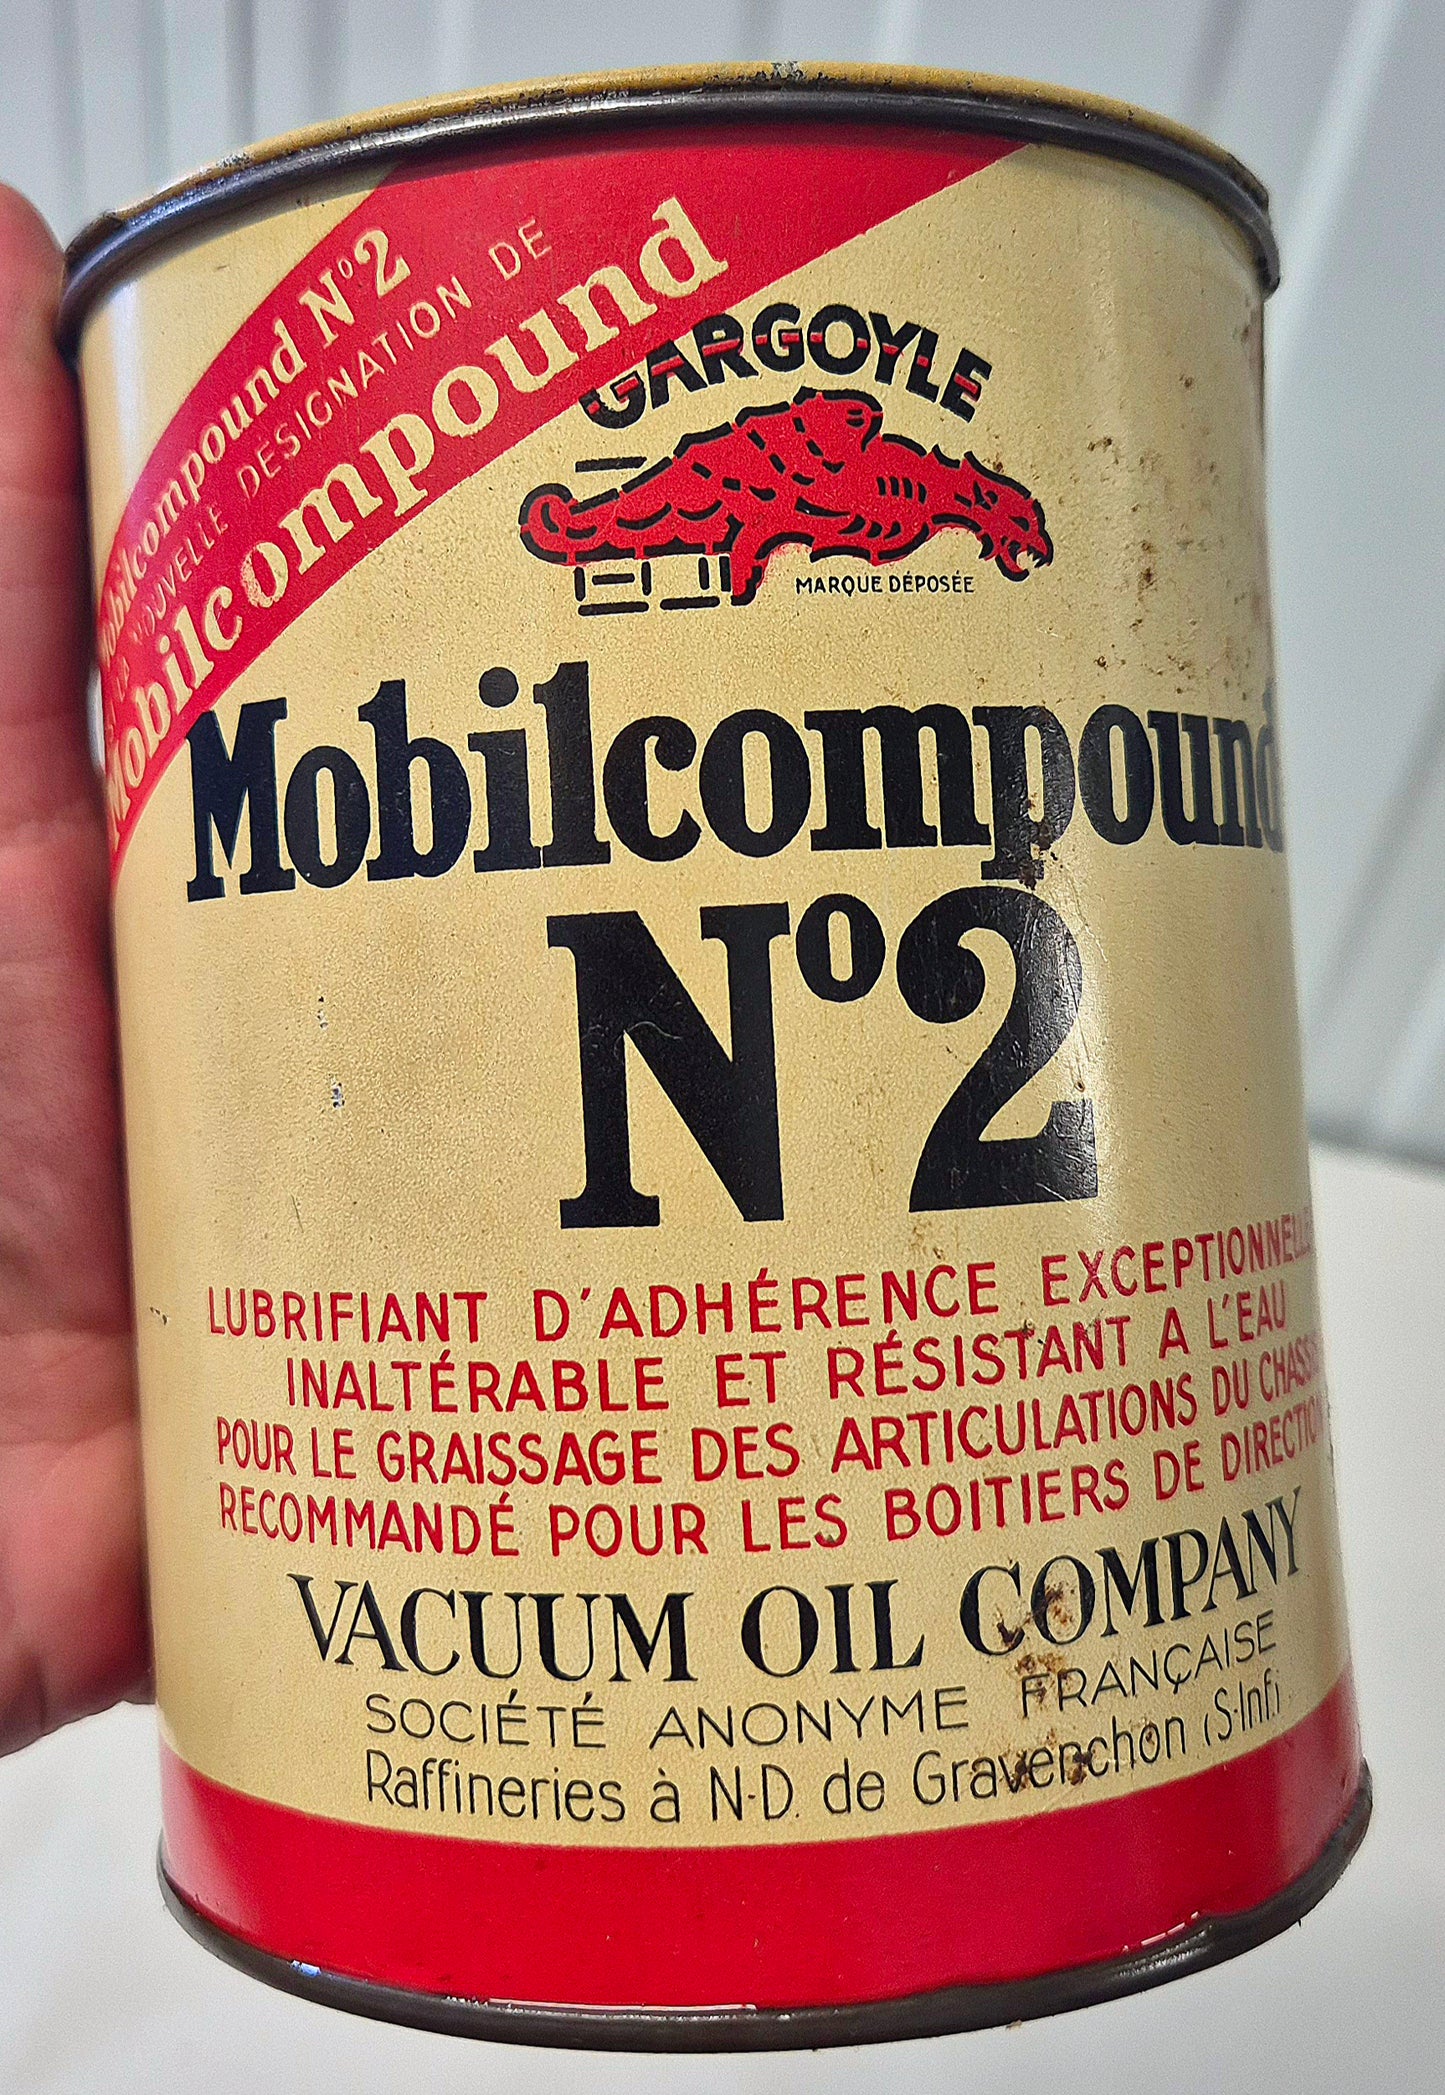 Mobilcompound Nº2
NOUVELLE DÉSIGNATION DE
Mobilcompound
GARGOYLE
MARQUE DÉPOSÉE
Mobilcompound
Nº2
LUBRIFIANT D'ADHÉRENCE EXCEPTIONNELLE
INALTÉRABLE ET RÉSISTANT A L'EAU
POUR LE GRAISSAGE DES ARTICULATIONS DU CHASSIS
RECOMMANDÉ POUR LES BOITIERS DE DIRECTION
VACUUM OIL COMPANY
SOCIÉTÉ ANONYME FRANÇAISE
Raffineries à N-D. de Gravenchon (S-Inf)